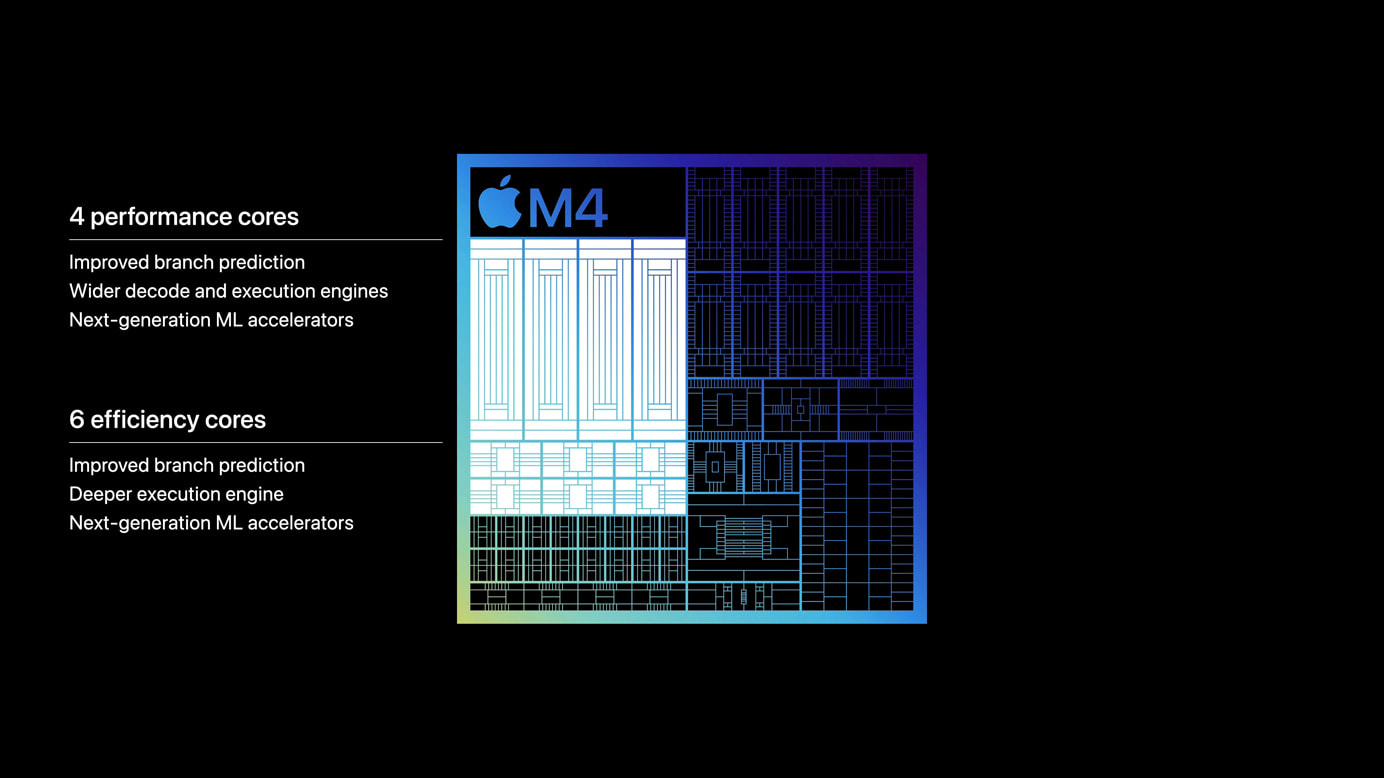 4 performance cores
Improved branch prediction
Wider decode and execution engines
Next-generation ML accelerators
6 efficiency cores
Improved branch prediction
Deeper execution engine
Next-generation ML accelerators
M4